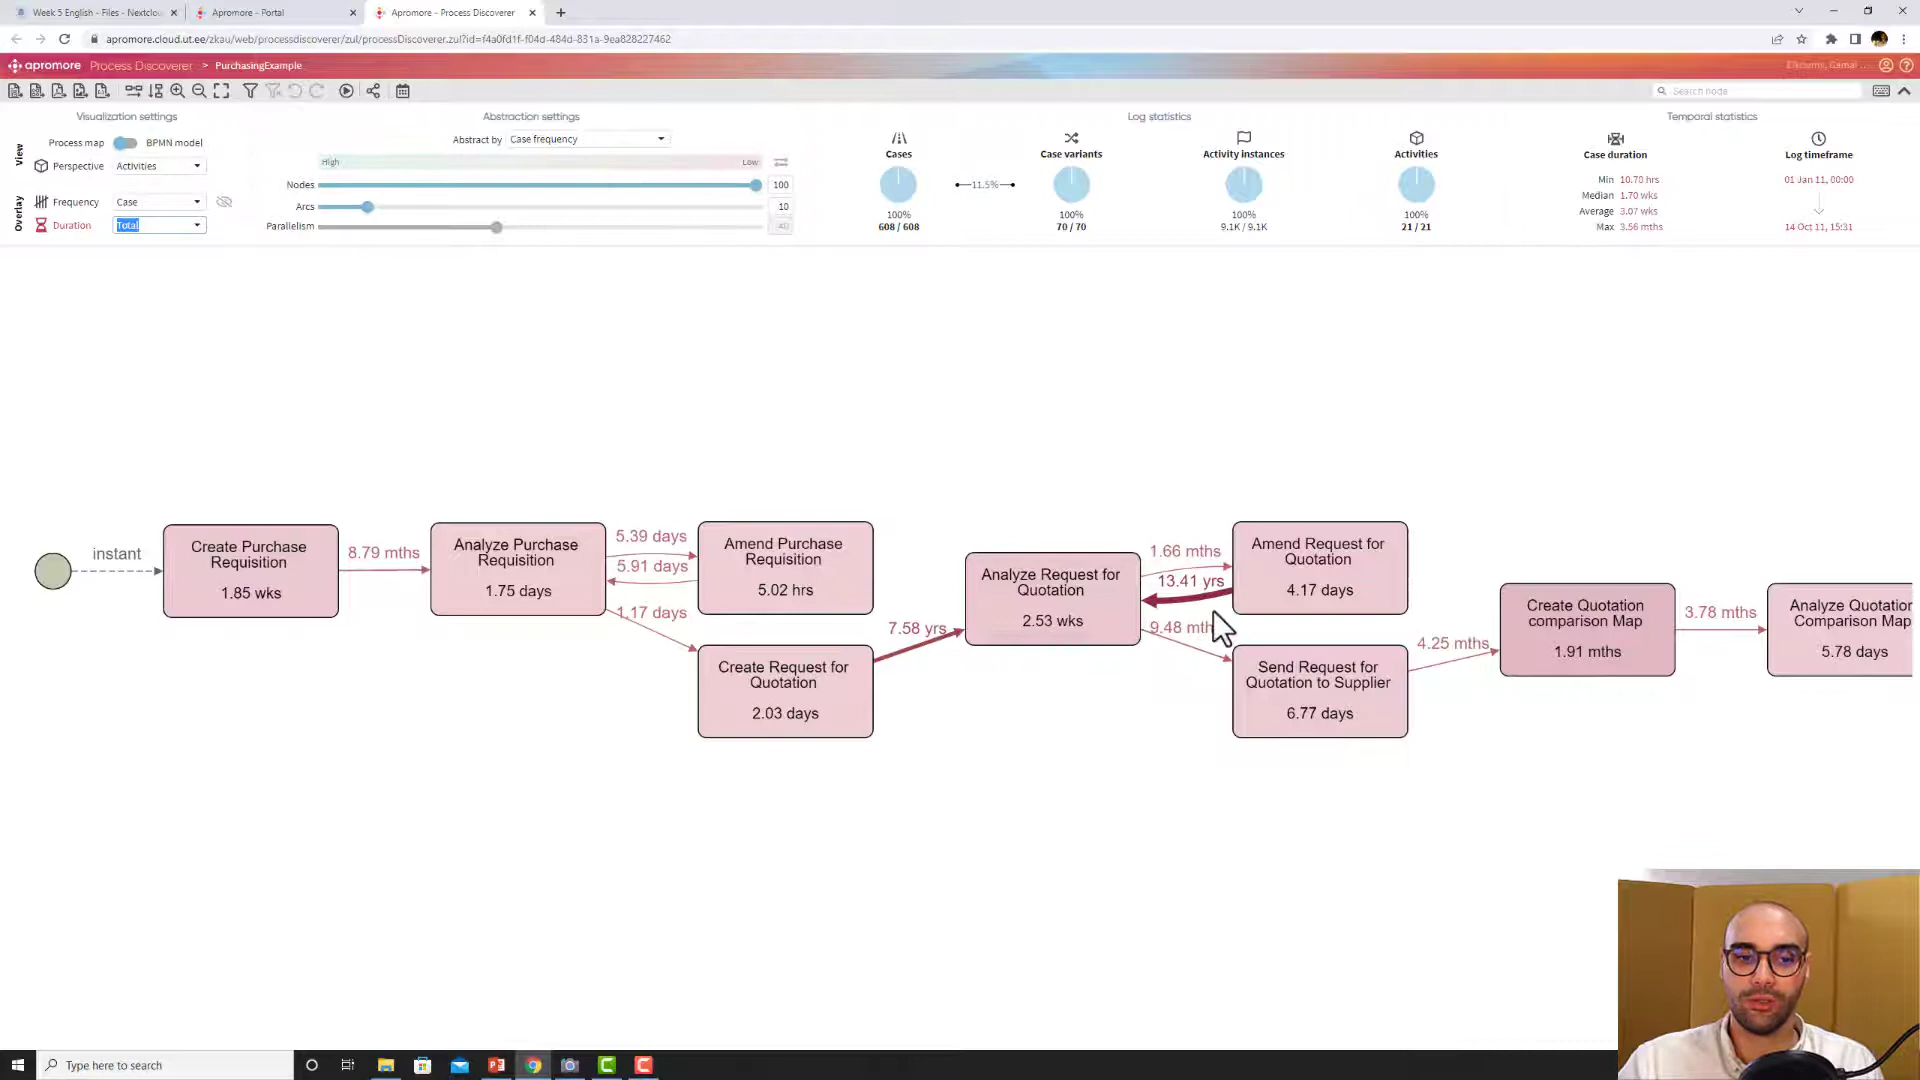 Week 5 English - Files - Nextclou
Apromore - Portal
Apromore - Process Discoverer
apromore.cloud.ut.ee/zkau/web/processdiscoverer/zul/processDiscoverer.zul?id=f4a0fd1f-f04d-484d-831a-9ea828227462
apromore Process Discoverer > PurchasingExample
Search node
Visualization settings
Abstraction settings
Log statistics
Temporal statistics
View
Process map
BPMN model
Perspective
Activities
Overlay
Frequency
Case
Duration
Total
Abstract by
Case frequency
High
Low
Nodes
100
Arcs
10
Parallelism
40
Cases
100%
608 / 608
11.5%
Case variants
100%
70 / 70
Activity instances
100%
9.1K / 9.1K
Activities
100%
21 / 21
Case duration
Min 10.70 hrs
Median 1.70 wks
Average 3.07 wks
Max 3.56 mths
Log timeframe
01 Jan 11, 00:00
14 Oct 11, 15:31
instant
Create Purchase
Requisition
1.85 wks
8.79 mths
Analyze Purchase
Requisition
1.75 days
5.39 days
5.91 days
1.17 days
Amend Purchase
Requisition
5.02 hrs
Create Request for
Quotation
2.03 days
7.58 yrs
Analyze Request for
Quotation
2.53 wks
1.66 mths
13.41 yrs
9.48 mth
Amend Request for
Quotation
4.17 days
Send Request for
Quotation to Supplier
6.77 days
4.25 mths
Create Quotation
comparison Map
1.91 mths
3.78 mths
Analyze Quotation
Comparison Map
5.78 days
Type here to search